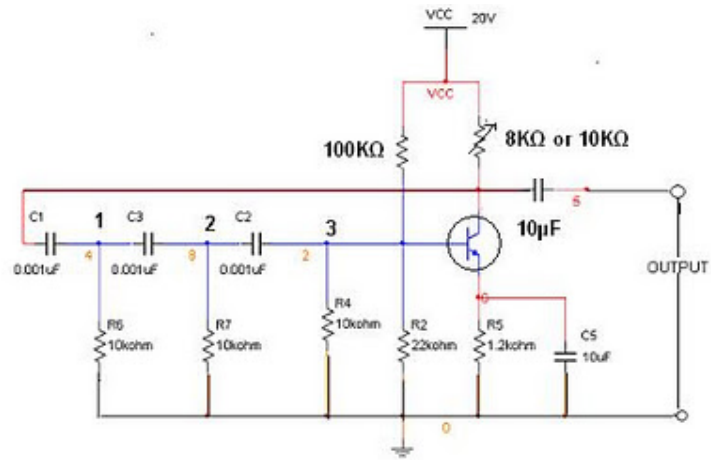 VCC
20V
VCC
100KΩ
8KΩ or 10KΩ
C1
1
C3
2
C2
3
10µF
6
4
8
2
0.001uF
0.001uF
0.001uF
OUTPUT
R6
10kohm
R7
10kohm
R4
10kohm
R2
22kohm
R5
1.2kohm
C5
10uF
0